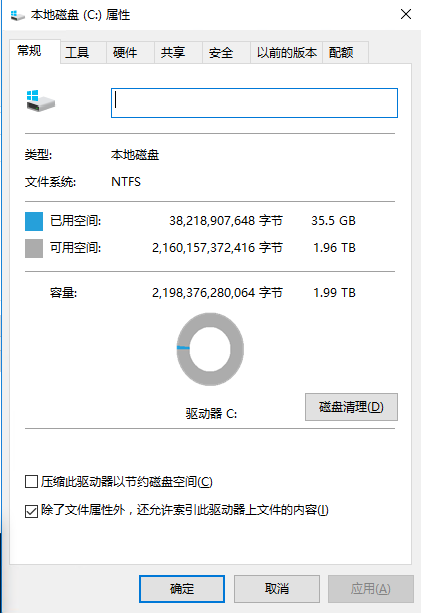 本地磁盘 (C:) 属性
常规 工具 硬件 共享 安全 以前的版本 配额
类型: 本地磁盘
文件系统: NTFS
已用空间: 38,218,907,648 字节 35.5 GB
可用空间: 2,160,157,372,416 字节 1.96 TB
容量: 2,198,376,280,064 字节 1.99 TB
驱动器 C:
磁盘清理(D)
压缩此驱动器以节约磁盘空间(C)
除了文件属性外，还允许索引此驱动器上文件的内容(I)
确定 取消 应用(A)